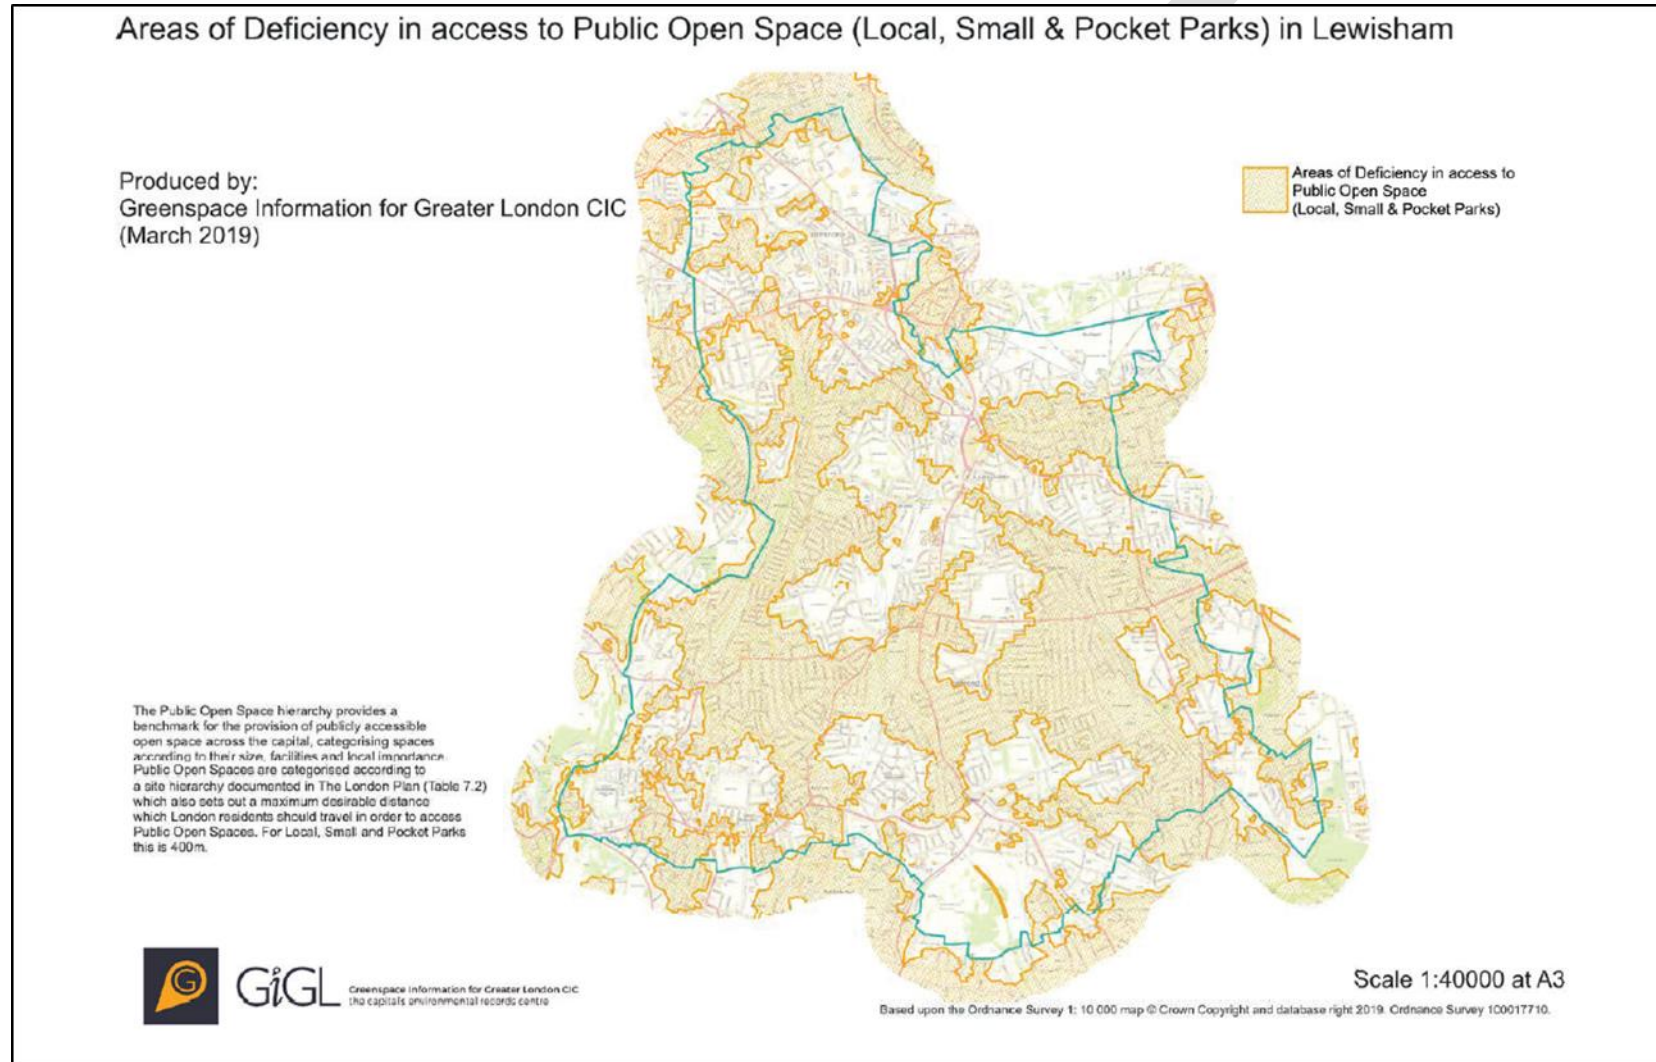 Areas of Deficiency in access to Public Open Space (Local, Small & Pocket Parks) in Lewisham
Produced by:
Greenspace Information for Greater London CIC
(March 2019)
Areas of Deficiency in access to
Public Open Space
(Local, Small & Pocket Parks)
The Public Open Space hierarchy provides a
benchmark for the provision of publicly accessible
open space across the capital, categorising spaces
according to their size, facilities and local importance.
Public Open Spaces are categorised according to
a site hierarchy documented in The London Plan (Table 7.2)
which also sets out a maximum desirable distance
which London residents should travel in order to access
Public Open Spaces. For Local, Small and Pocket Parks
this is 400m.
G
GiGL
Greenspace Information for Greater London CIC
the capital's environmental records centre
Scale 1:40000 at A3
Based upon the Ordnance Survey 1: 10 000 map © Crown Copyright and database right 2019. Ordnance Survey 100017710.